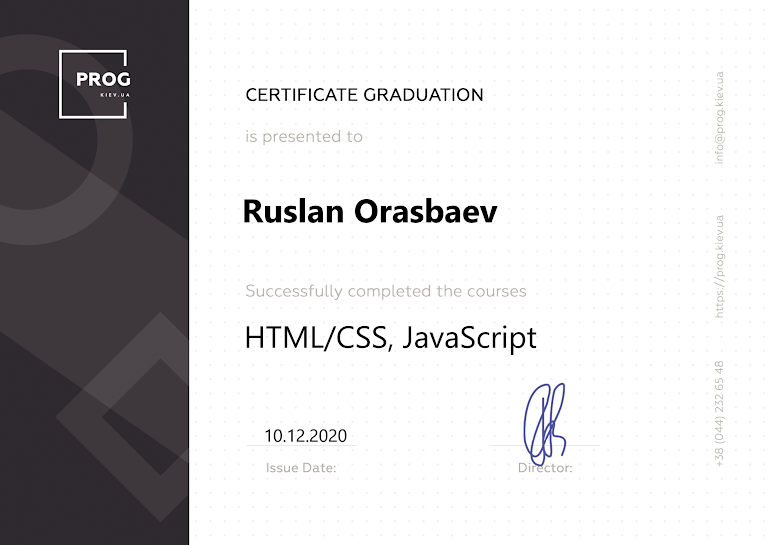 PROG
KIEV.UA
CERTIFICATE GRADUATION
is presented to
Ruslan Orasbaev
Successfully completed the courses
HTML/CSS, JavaScript
10.12.2020
Issue Date:
Director:
info@prog.kiev.ua
https://prog.kiev.ua
+38 (044) 232 65 48